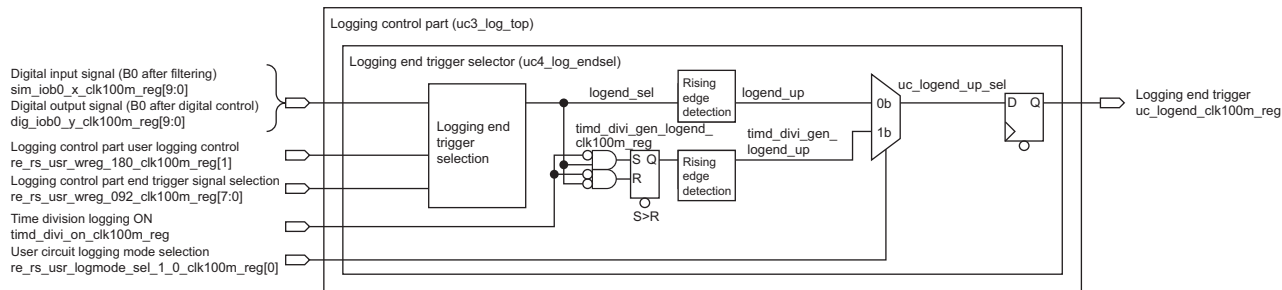 Logging control part (uc3_log_top)
Logging end trigger selector (uc4_log_endsel)
Digital input signal (B0 after filtering)
sim_iob0_x_clk100m_reg[9:0]
Digital output signal (B0 after digital control)
dig_iob0_y_clk100m_reg[9:0]
Logging control part user logging control
re_rs_usr_wreg_180_clk100m_reg[1]
Logging control part end trigger signal selection
re_rs_usr_wreg_092_clk100m_reg[7:0]
Time division logging ON
timd_divi_on_clk100m_reg
User circuit logging mode selection
re_rs_usr_logmode_sel_1_0_clk100m_reg[0]
Logging end
trigger
selection
logend_sel
Rising
edge
detection
logend_up
timd_divi_gen_logend_
clk100m_reg
S Q
R
S>R
Rising
edge
detection
timd_divi_gen_
logend_up
0b
1b
uc_logend_up_sel
D Q
Logging end trigger
uc_logend_clk100m_reg